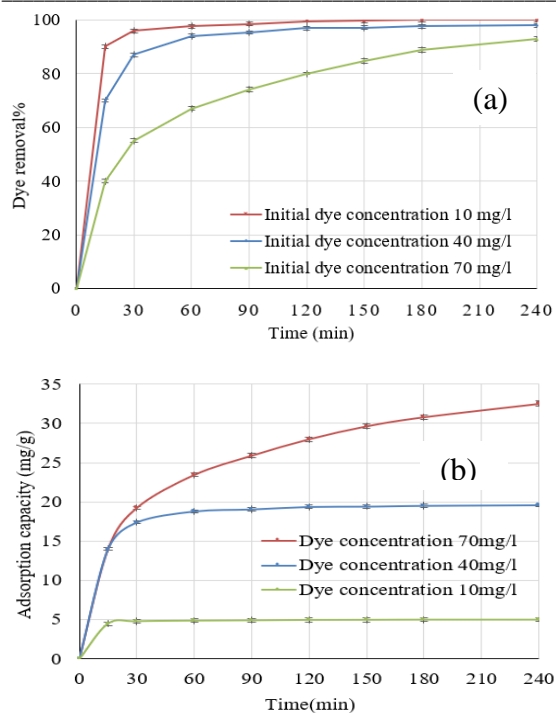 100
80
60
40
20
0
Dye removal%
(a)
Initial dye concentration 10 mg/l
Initial dye concentration 40 mg/l
Initial dye concentration 70 mg/l
0 30 60 90 120 150 180 210 240
Time (min)
35
30
25
20
15
10
5
0
Adsorption capacity (mg/g)
(b)
Dye concentration 70mg/l
Dye concentration 40mg/l
Dye concentration 10mg/l
0 30 60 90 120 150 180 210 240
Time(min)